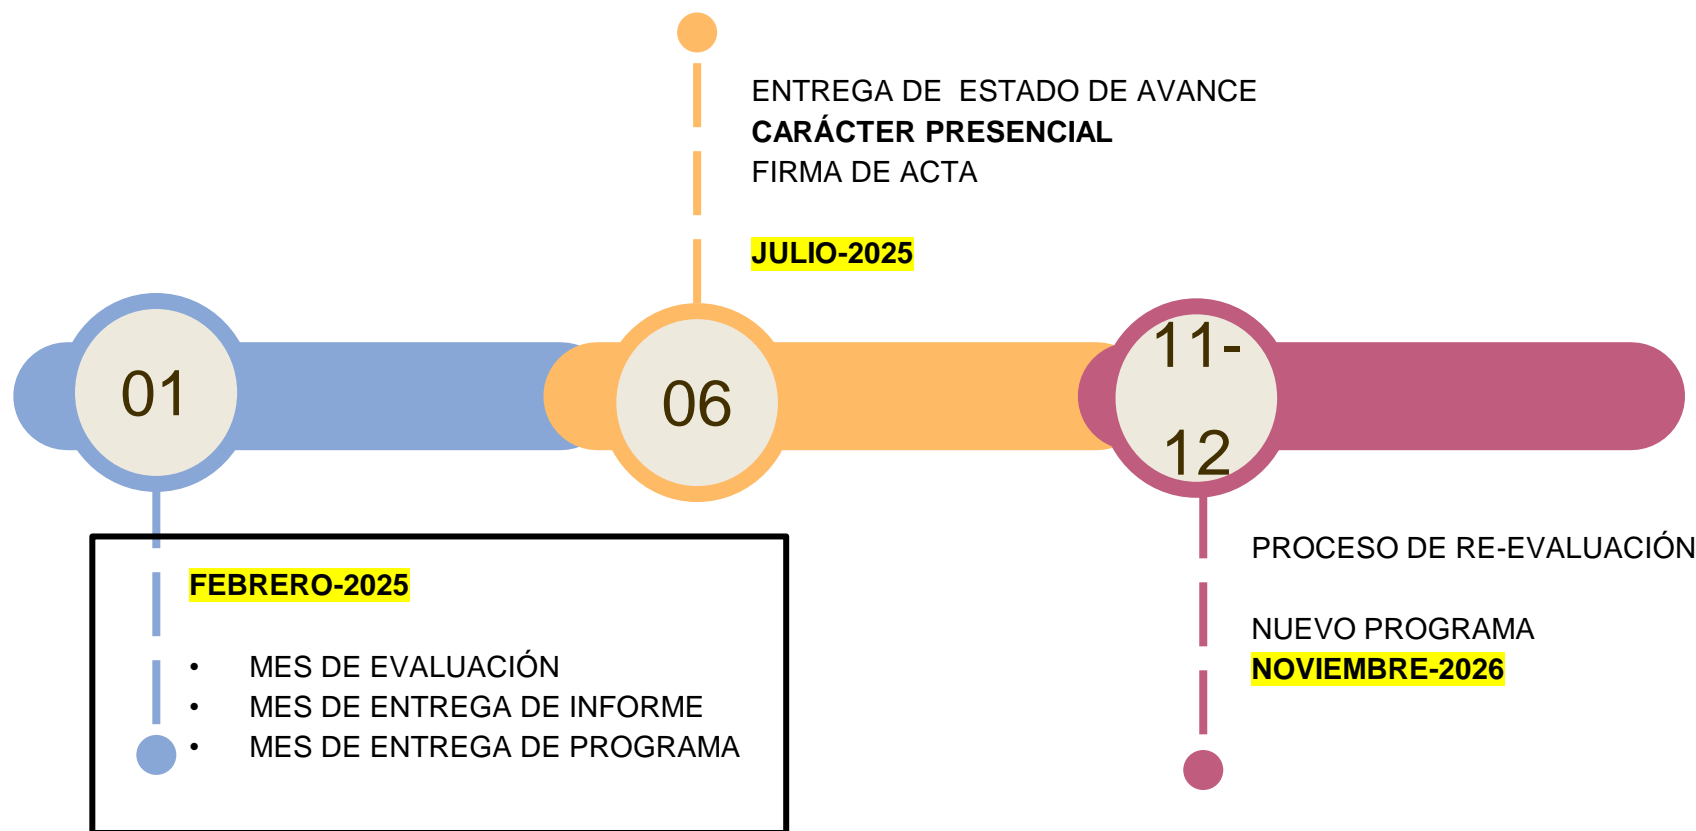 ENTREGA DE ESTADO DE AVANCE
CARÁCTER PRESENCIAL
FIRMA DE ACTA
JULIO-2025
01
06
11-
12
FEBRERO-2025
• MES DE EVALUACIÓN
• MES DE ENTREGA DE INFORME
• MES DE ENTREGA DE PROGRAMA
PROCESO DE RE-EVALUACIÓN
NUEVO PROGRAMA
NOVIEMBRE-2026